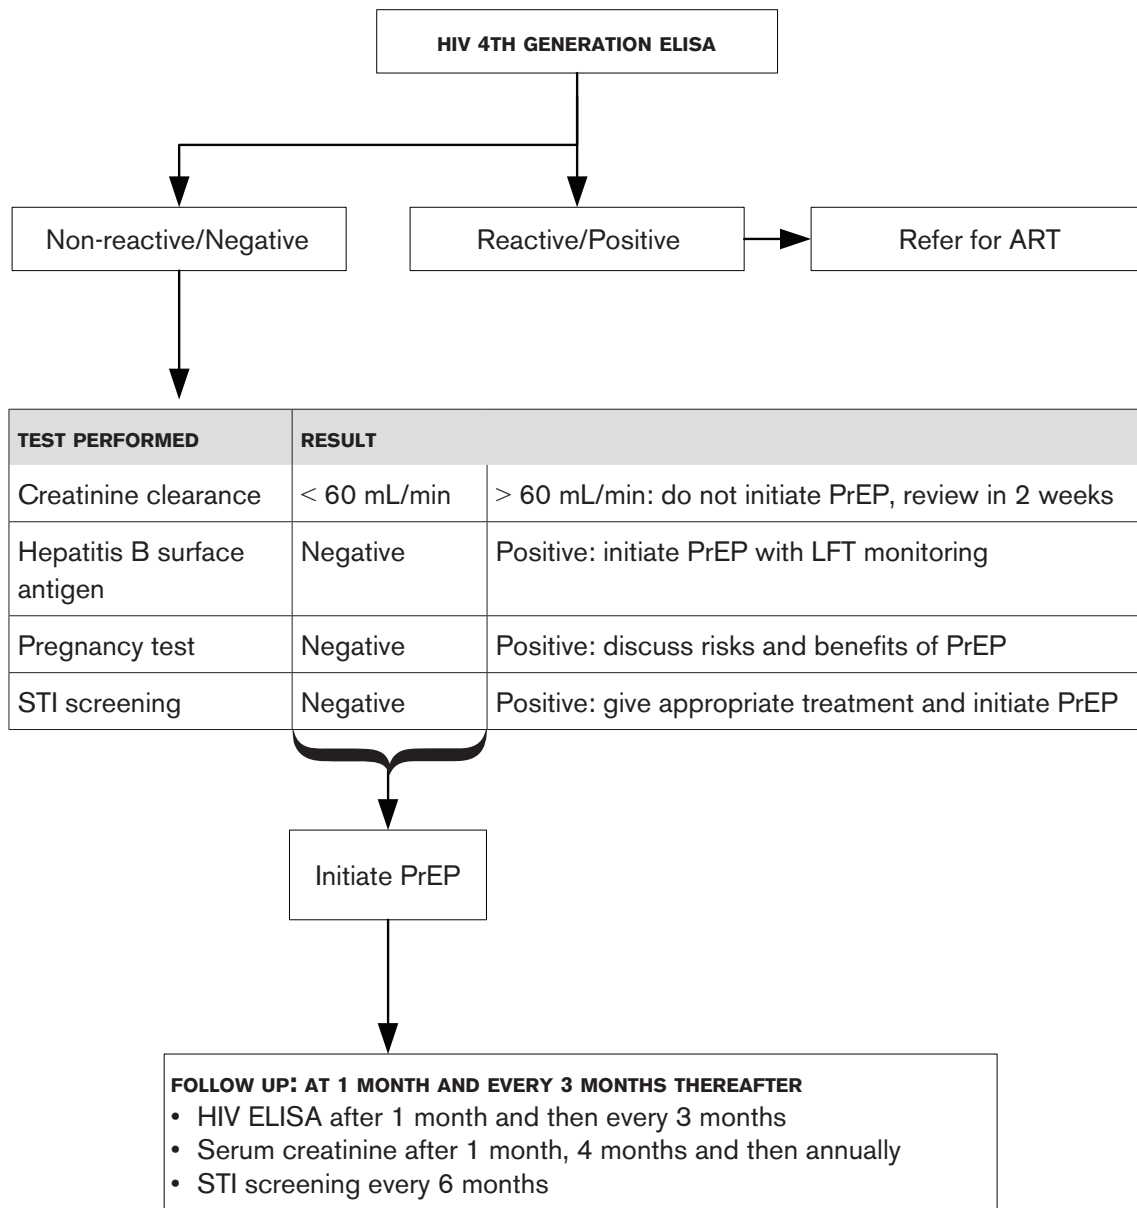 HIV 4TH GENERATION ELISA
Non-reactive/Negative
Reactive/Positive
Refer for ART
TEST PERFORMED RESULT
Creatinine clearance < 60 mL/min > 60 mL/min: do not initiate PrEP, review in 2 weeks
Hepatitis B surface Negative Positive: initiate PrEP with LFT monitoring
antigen
Pregnancy test Negative Positive: discuss risks and benefits of PrEP
STI screening Negative Positive: give appropriate treatment and initiate PrEP
Initiate PrEP
FOLLOW UP: AT 1 MONTH AND EVERY 3 MONTHS THEREAFTER
• HIV ELISA after 1 month and then every 3 months
• Serum creatinine after 1 month, 4 months and then annually
• STI screening every 6 months